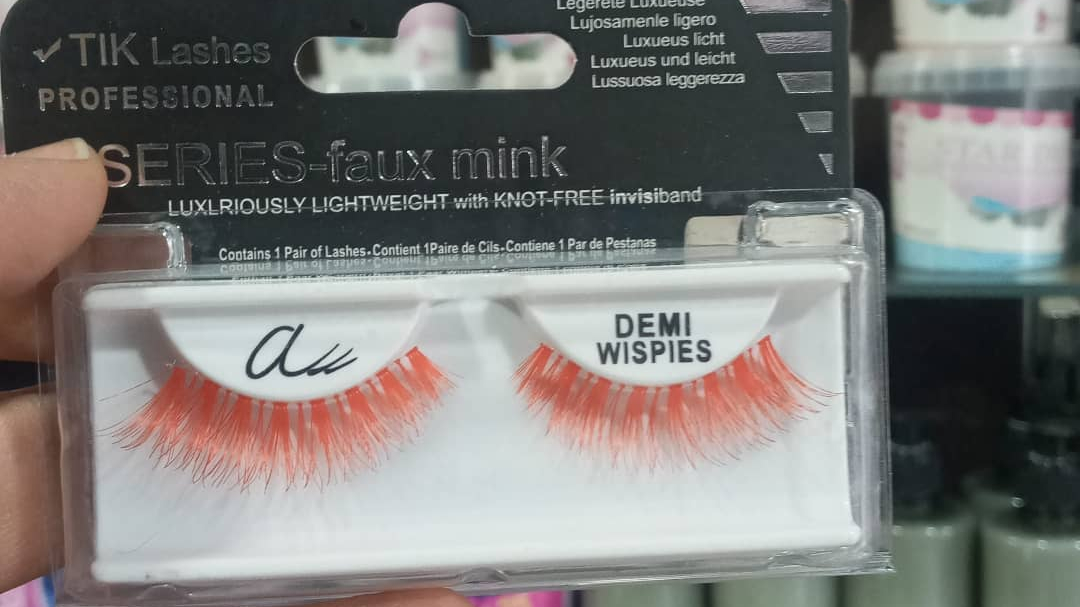 TIK Lashes
PROFESSIONAL
Légèreté Luxueuse
Lujosamenle ligero
Luxueus licht
Luxueus und leicht
Lussuosa leggerezza
SERIES-faux mink
LUXLRIOUSLY LIGHTWEIGHT with KNOT-FREE invisiband
Contains 1 Pair of Lashes•Contient 1Paire de Cils•Contiene 1 Par de Pestanas
DEMI
WISPIES